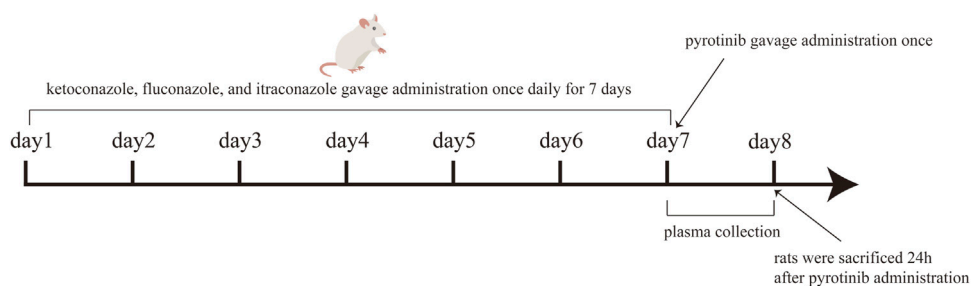 pyrotinib gavage administration once
ketoconazole, fluconazole, and itraconazole gavage administration once daily for 7 days
day1 day2 day3 day4 day5 day6 day7 day8
plasma collection
rats were sacrificed 24h
after pyrotinib administration